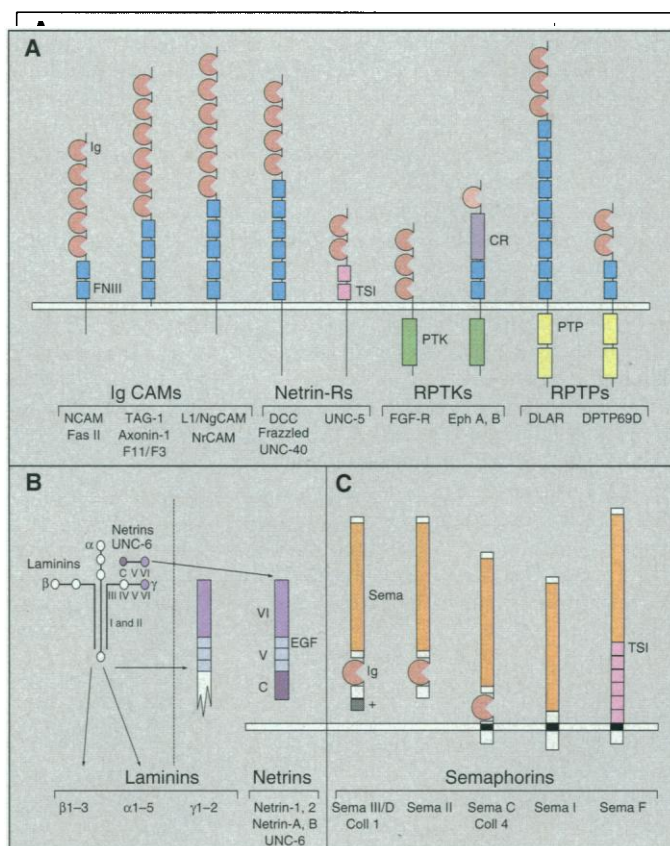 A
A
Ig
CR
FNIII
TSI
PTK
PTP
Ig CAMs
Netrin-Rs
RPTKs
RPTPs
NCAM
Fas II
TAG-1
Axonin-1
F11/F3
L1/NgCAM
NrCAM
DCC
Frazzled
UNC-40
UNC-5
FGF-R
Eph A, B
DLAR
DPTP69D
B
Netrins
UNC-6
α
C V VI
Laminins
β
γ
III IV V VI
I and II
VI
EGF
V
C
Laminins
Netrins
β1–3
α1–5
γ1–2
Netrin-1, 2
Netrin-A, B
UNC-6
C
Sema
TSI
Ig
+
Semaphorins
Sema III/D
Coll 1
Sema II
Sema C
Coll 4
Sema I
Sema F